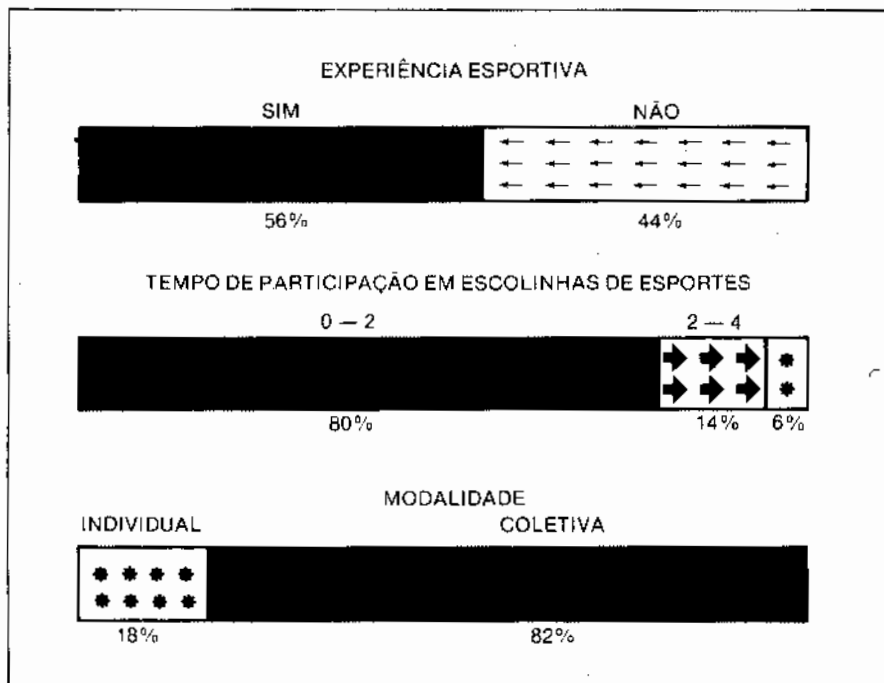 EXPERIÊNCIA ESPORTIVA
SIM NÃO
56% 44%
TEMPO DE PARTICIPAÇÃO EM ESCOLINHAS DE ESPORTES
0 — 2 2 — 4
80% 14% 6%
MODALIDADE
INDIVIDUAL COLETIVA
18% 82%